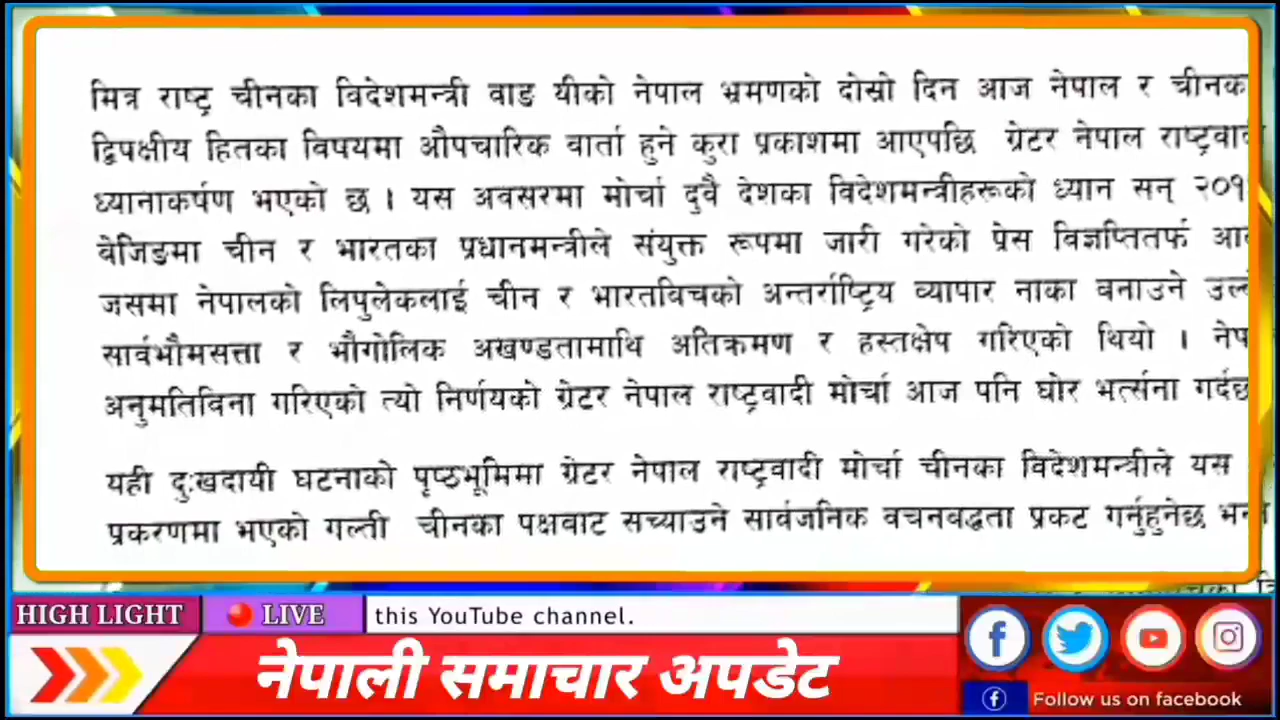 मित्र राष्ट्र चीनका विदेशमन्त्री वाङ यीको नेपाल भ्रमणको दोस्रो दिन आज नेपाल र चीनका
द्विपक्षीय हितका विषयमा औपचारिक वार्ता हुने कुरा प्रकाशमा आएपछि ग्रेटर नेपाल
ध्यानाकर्षण भएको छ । यस अवसरमा मोर्चा दुवै देशका विदेशमन्त्रीहरूको ध्यान सन्
बेजिङमा चीन र भारतका प्रधानमन्त्रीले संयुक्त रूपमा जारी गरेको प्रेस विज्ञप्तितर्फ
जसमा नेपालको लिपुलेकलाई चीन र भारतविचको अन्तर्राष्ट्रिय व्यापार नाका बनाउने
सार्वभौमसत्ता र भौगोलिक अखण्डतामाथि अतिक्रमण र हस्तक्षेप गरिएको थियो ।
अनुमतिविना गरिएको त्यो निर्णयको ग्रेटर नेपाल राष्ट्रवादी मोर्चा आज पनि घोर भर्त्सना गर्दछ
यही दुःखदायी घटनाको पृष्ठभूमिमा ग्रेटर नेपाल राष्ट्रवादी मोर्चा चीनका विदेशमन्त्रीले यस
प्रकरणमा भएको गल्ती चीनका पक्षबाट सच्याउने सार्वजनिक वचनबद्धता प्रकट गर्नुहुनेछ
HIGH LIGHT
LIVE
this YouTube channel.
नेपाली समाचार अपडेट
Follow us on facebook